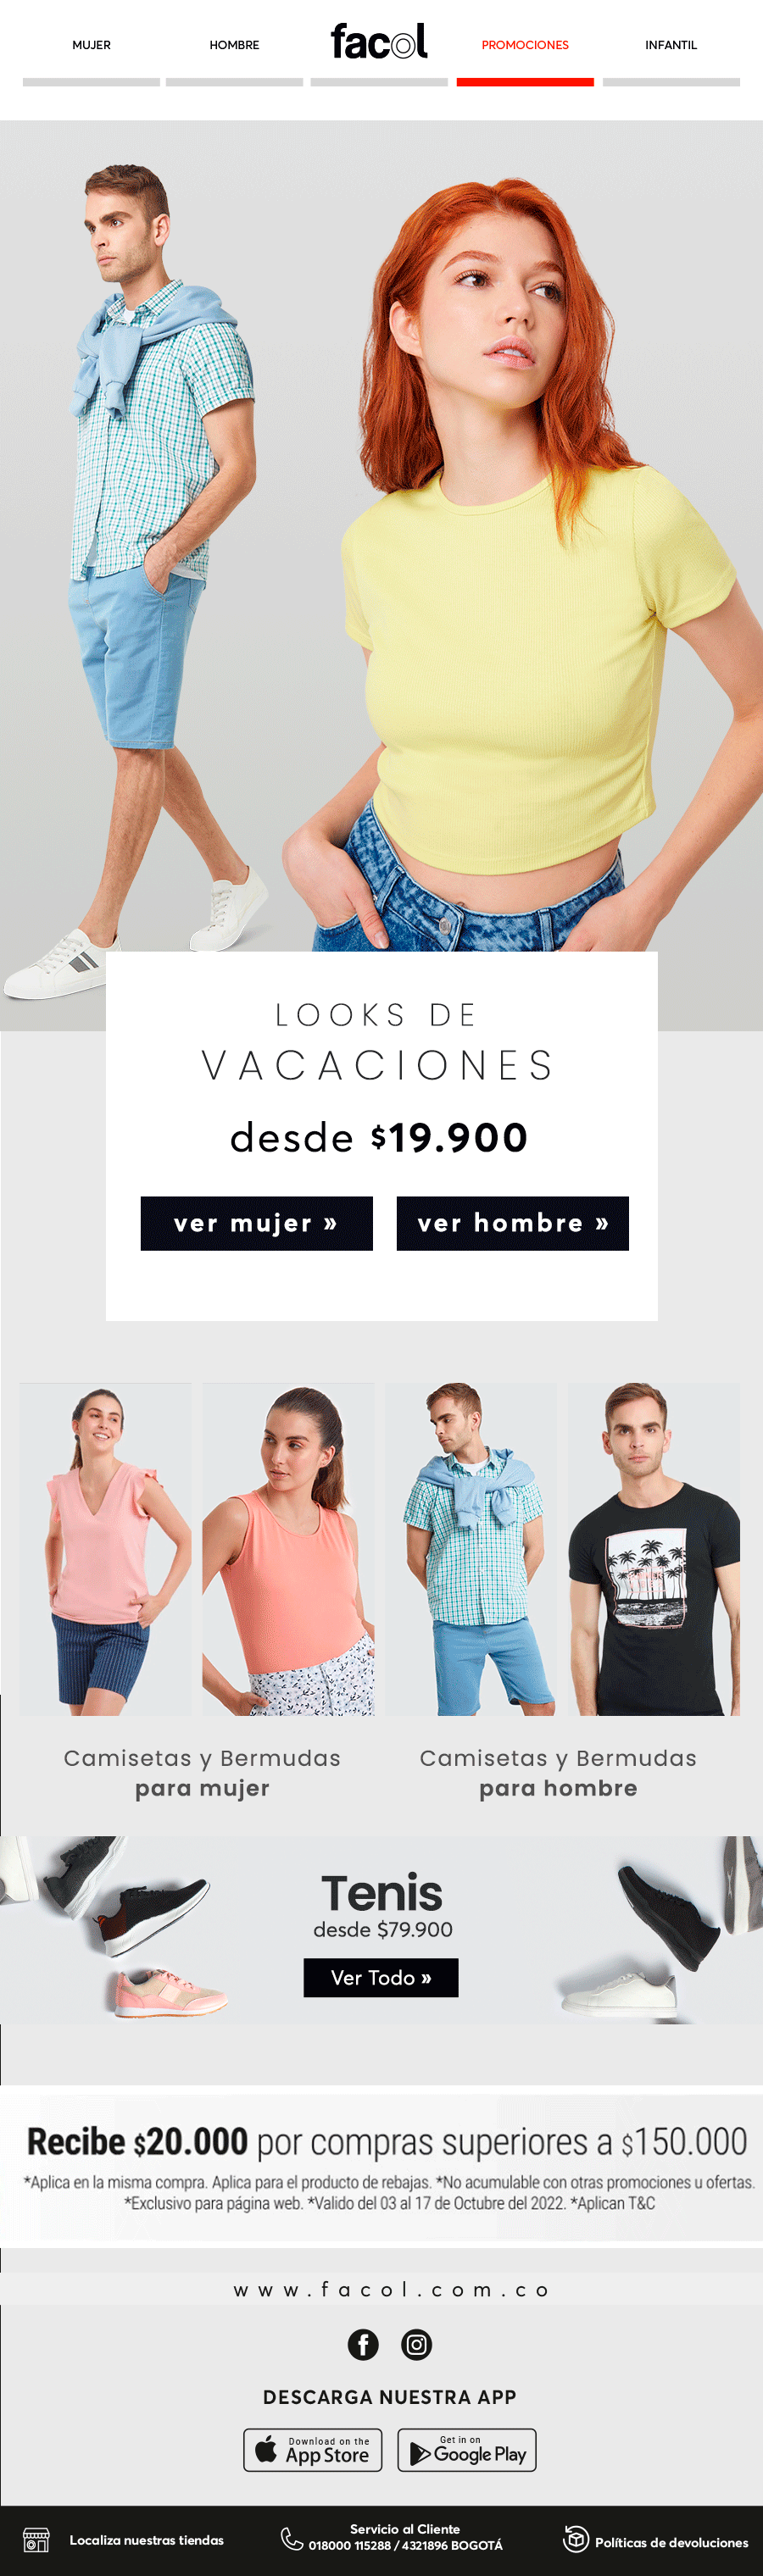 MUJER
HOMBRE
facol
PROMOCIONES
INFANTIL
LOOKS DE
VACACIONES
desde $19.900
ver mujer »
ver hombre »
Camisetas y Bermudas
para mujer
Camisetas y Bermudas
para hombre
Tenis
desde $79.900
Ver Todo »
Recibe $20.000 por compras superiores a $150.000
*Aplica en la misma compra. Aplica para el producto de rebajas. *No acumulable con otras promociones u ofertas.
*Exclusivo para página web. *Valido del 03 al 17 de Octubre del 2022. *Aplican T&C
www.facol.com.co
DESCARGA NUESTRA APP
Download on the
App Store
Get in on
Google Play
Localiza nuestras tiendas
Servicio al Cliente
018000 115288 / 4321896 BOGOTÁ
Políticas de devoluciones